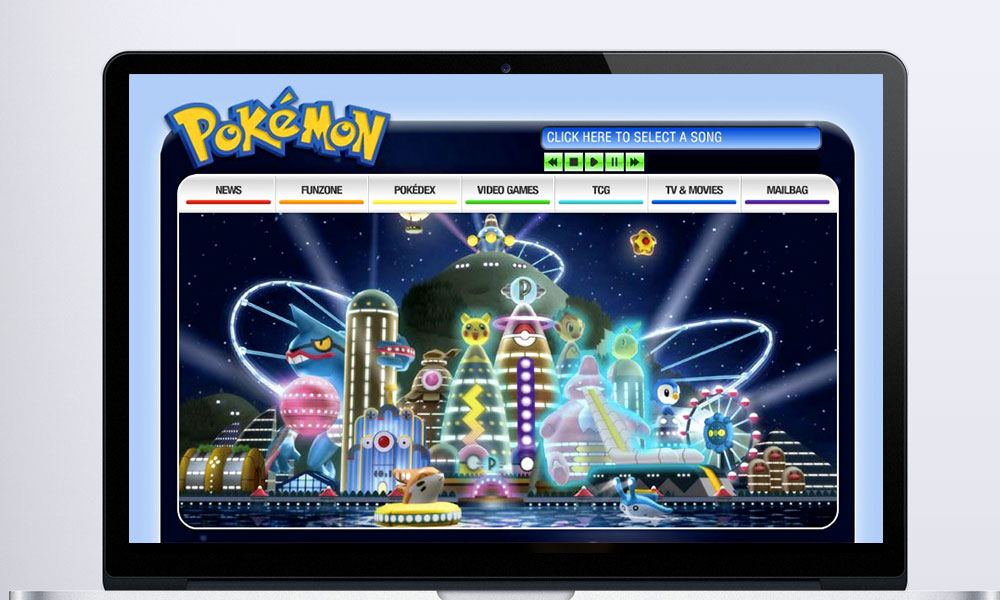 POKéMON
CLICK HERE TO SELECT A SONG
NEWS FUNZONE POKÉDEX VIDEO GAMES TCG TV & MOVIES MAILBAG
P
P